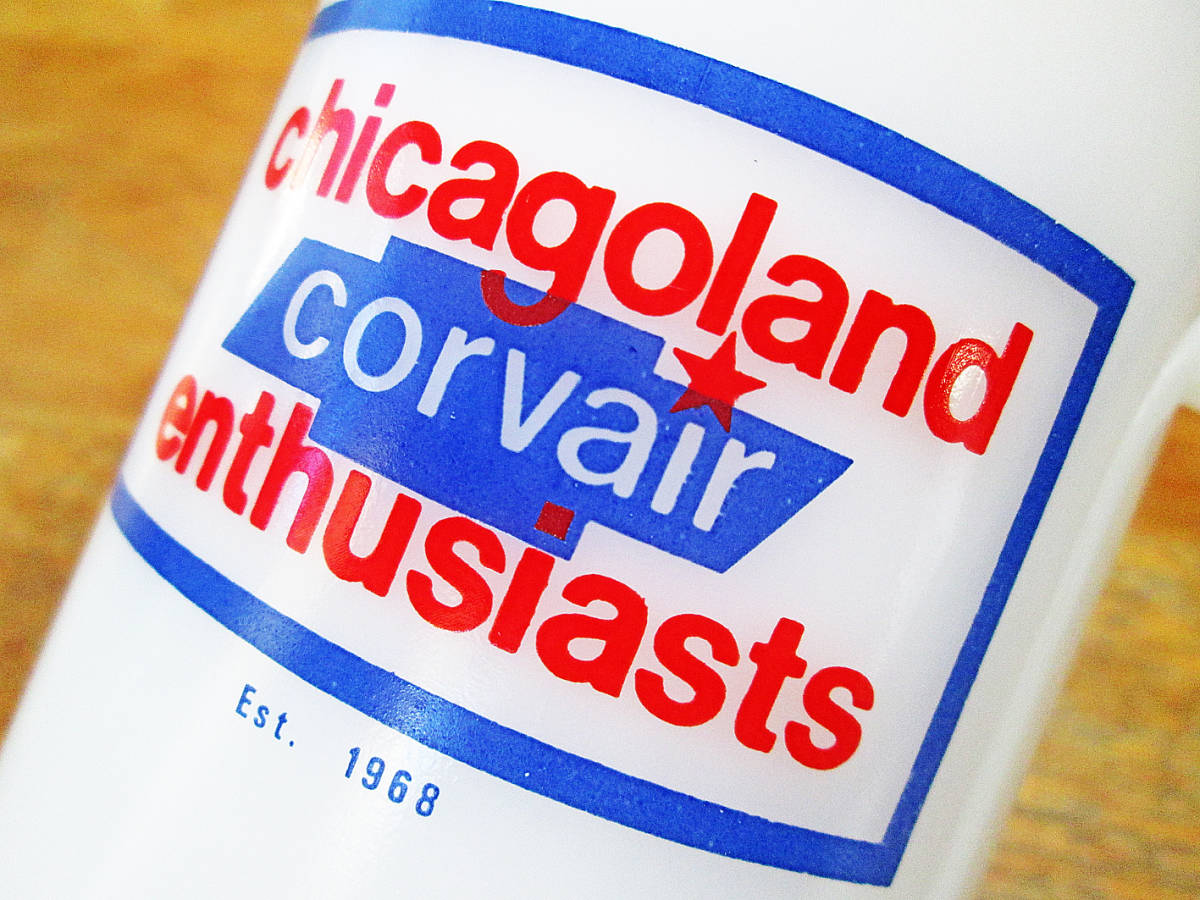 chicagoland
corvair
enthusiasts
Est. 1968